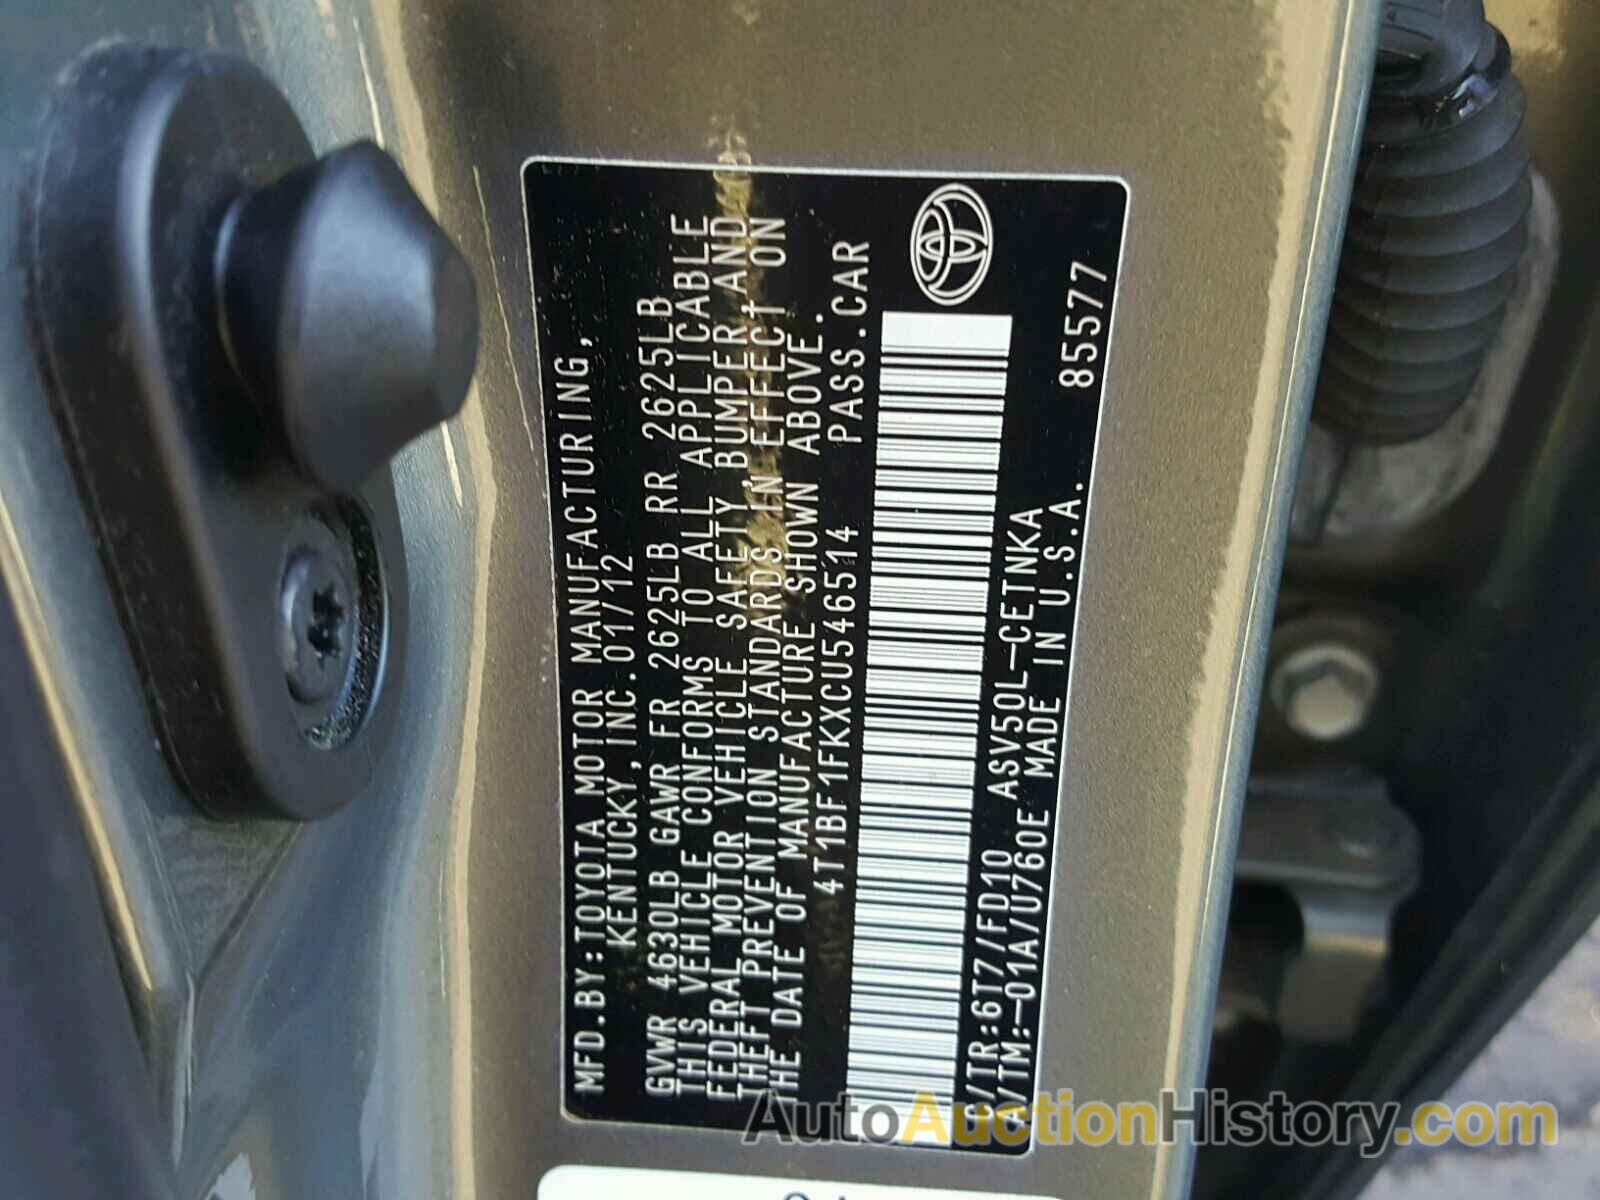 MFD.BY:TOYOTA MOTOR MANUFACTURING,
KENTUCKY,INC.01/12
GVWR 4630LB GAWR FR 2625LB RR 2625LB
THIS VEHICLE CONFORMS TO ALL APPLICABLE
FEDERAL MOTOR VEHICLE SAFETY,BUMPER,AND
THEFT PREVENTION STANDARDS IN EFFECT ON
THE DATE OF MANUFACTURE SHOWN ABOVE.
4T1BF1FKXCU546514 PASS.CAR
C/TR:6T7/FD10 ASV50L-CETNKA
A/TM:-01A/U760E MADE IN U.S.A.
85577
AutoAuctionHistory.com